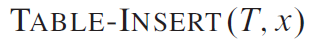 TABLE-INSERT(T, x)